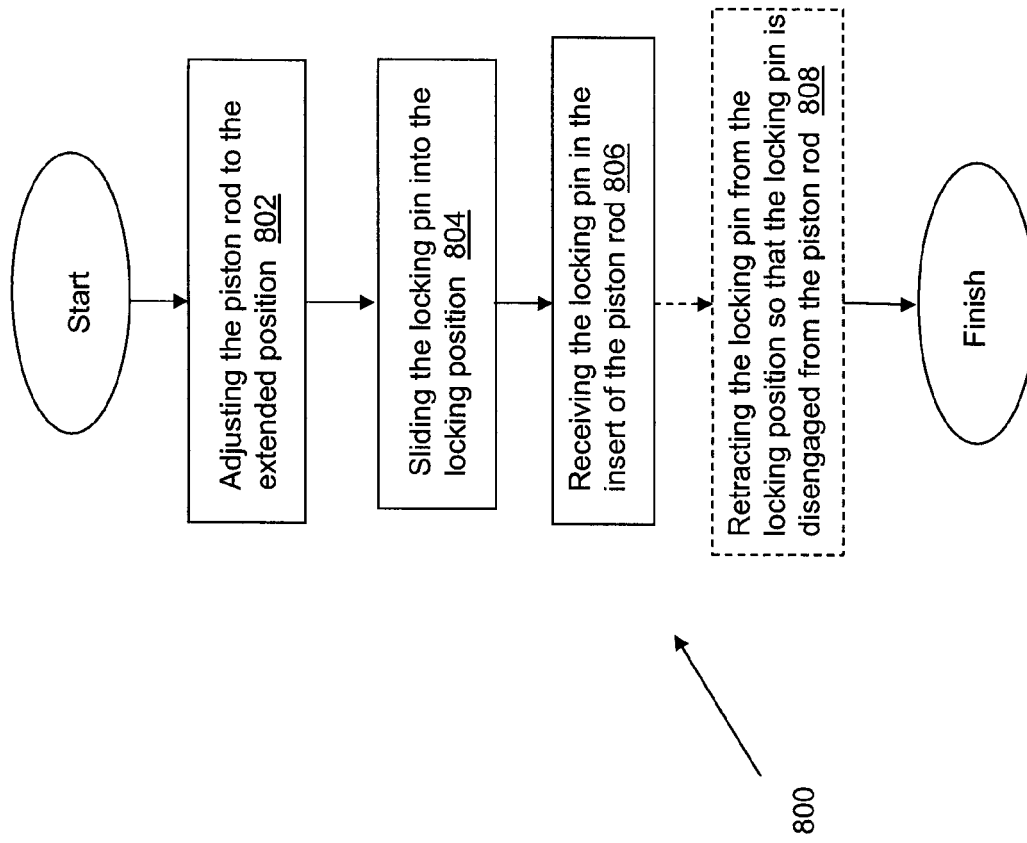 Start
Adjusting the piston rod to the
extended position 802
Sliding the locking pin into the
locking position 804
Receiving the locking pin in the
insert of the piston rod 806
Retracting the locking pin from the
locking position so that the locking pin is
disengaged from the piston rod 808
Finish
800